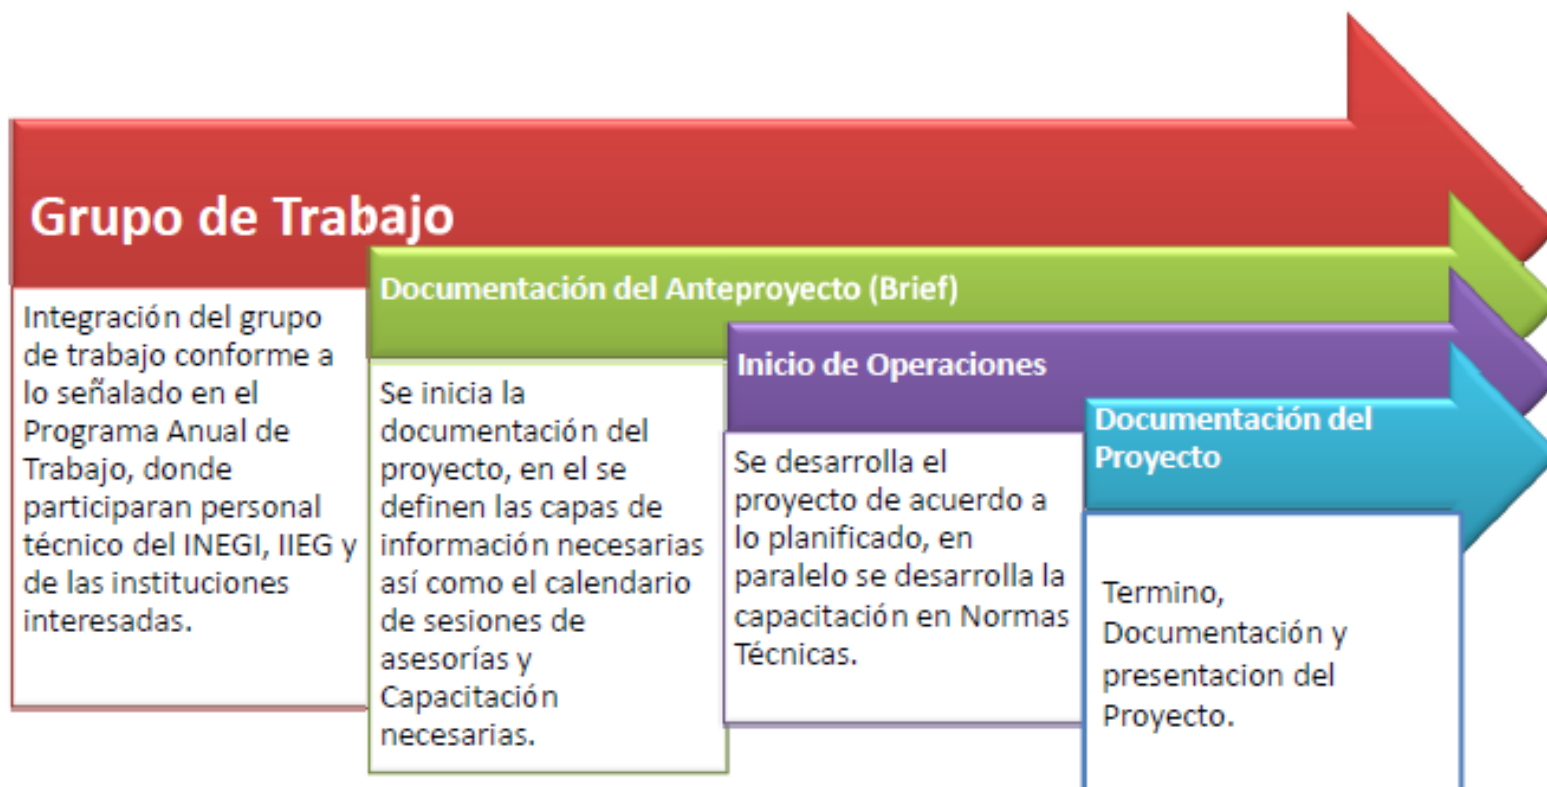 Grupo de Trabajo
Integración del grupo
de trabajo conforme a
lo señalado en el
Programa Anual de
Trabajo, donde
participaran personal
técnico del INEGI, IIEG y
de las instituciones
interesadas.
Documentación del Anteproyecto (Brief)
Se inicia la
documentación del
proyecto, en el se
definen las capas de
información necesarias
así como el calendario
de sesiones de
asesorías y
Capacitación
necesarias.
Inicio de Operaciones
Se desarrolla el
proyecto de acuerdo a
lo planificado, en
paralelo se desarrolla la
capacitación en Normas
Técnicas.
Documentación del
Proyecto
Termino,
Documentación y
presentacion del
Proyecto.